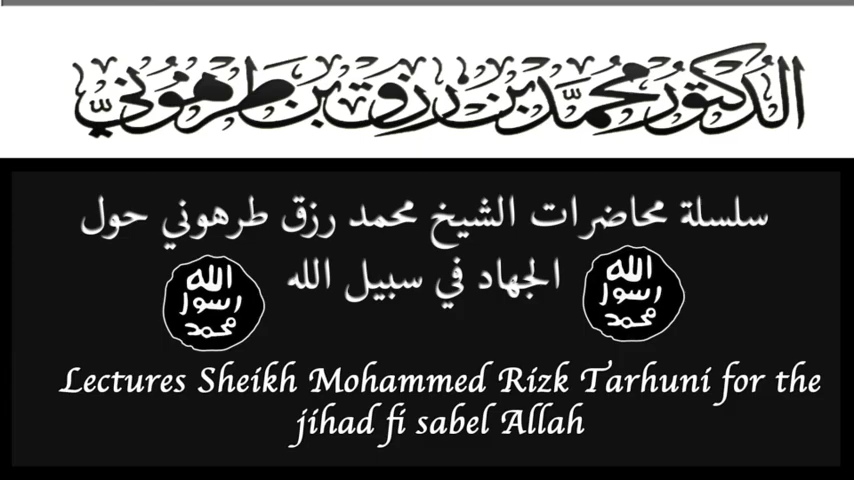 الدكتور محمد بن رزق بن طرهوني
سلسلة محاضرات الشيخ محمد رزق طرهوني حول
الجهاد في سبيل الله
الله
رسول
محمد
الله
رسول
محمد
Lectures Sheikh Mohammed Rizk Tarhuni for the
jihad fi sabel Allah